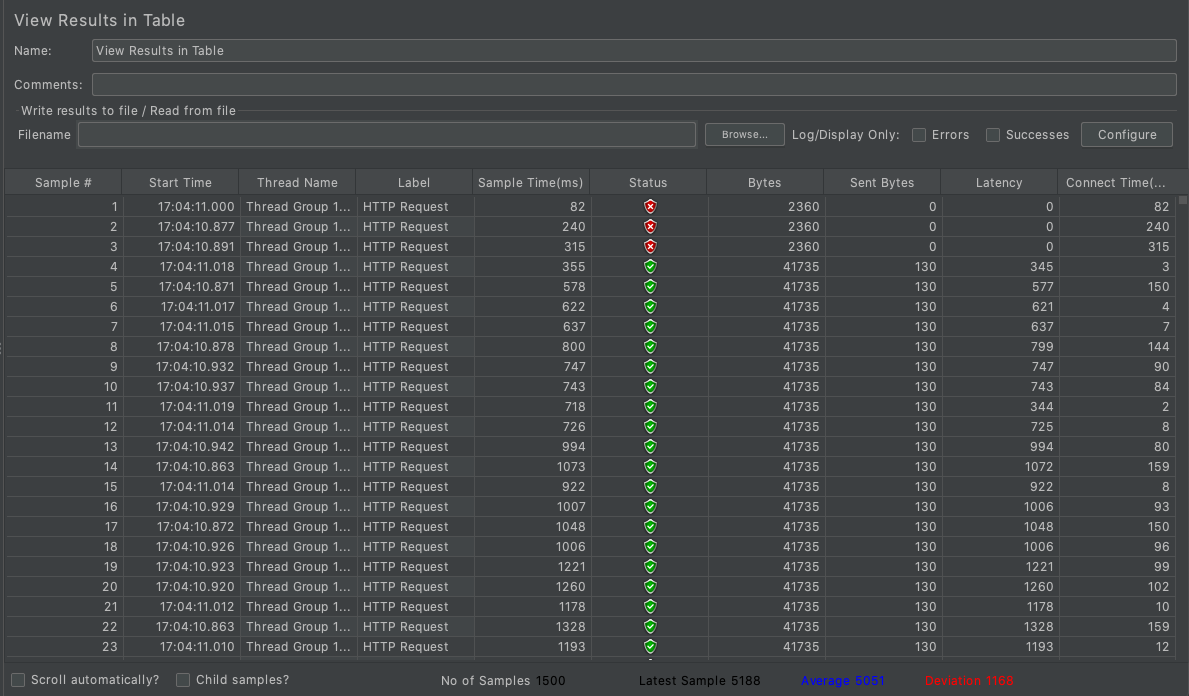 View Results in Table
Name: View Results in Table
Comments:
Write results to file / Read from file
Filename Browse... Log/Display Only: Errors Successes Configure
Sample # Start Time Thread Name Label Sample Time(ms) Status Bytes Sent Bytes Latency Connect Time(...
1 17:04:11.000 Thread Group 1... HTTP Request 82 2360 0 0 82
2 17:04:10.877 Thread Group 1... HTTP Request 240 2360 0 0 240
3 17:04:10.891 Thread Group 1... HTTP Request 315 2360 0 0 315
4 17:04:11.018 Thread Group 1... HTTP Request 355 41735 130 345 3
5 17:04:10.871 Thread Group 1... HTTP Request 578 41735 130 577 150
6 17:04:11.017 Thread Group 1... HTTP Request 622 41735 130 621 4
7 17:04:11.015 Thread Group 1... HTTP Request 637 41735 130 637 7
8 17:04:10.878 Thread Group 1... HTTP Request 800 41735 130 799 144
9 17:04:10.932 Thread Group 1... HTTP Request 747 41735 130 747 90
10 17:04:10.937 Thread Group 1... HTTP Request 743 41735 130 743 84
11 17:04:11.019 Thread Group 1... HTTP Request 718 41735 130 344 2
12 17:04:11.014 Thread Group 1... HTTP Request 726 41735 130 725 8
13 17:04:10.942 Thread Group 1... HTTP Request 994 41735 130 994 80
14 17:04:10.863 Thread Group 1... HTTP Request 1073 41735 130 1072 159
15 17:04:11.014 Thread Group 1... HTTP Request 922 41735 130 922 8
16 17:04:10.929 Thread Group 1... HTTP Request 1007 41735 130 1006 93
17 17:04:10.872 Thread Group 1... HTTP Request 1048 41735 130 1048 150
18 17:04:10.926 Thread Group 1... HTTP Request 1006 41735 130 1006 96
19 17:04:10.923 Thread Group 1... HTTP Request 1221 41735 130 1221 99
20 17:04:10.920 Thread Group 1... HTTP Request 1260 41735 130 1260 102
21 17:04:11.012 Thread Group 1... HTTP Request 1178 41735 130 1178 10
22 17:04:10.863 Thread Group 1... HTTP Request 1328 41735 130 1328 159
23 17:04:11.010 Thread Group 1... HTTP Request 1193 41735 130 1193 12
Scroll automatically? Child samples? No of Samples 1500 Latest Sample 5188 Average 5051 Deviation 1168